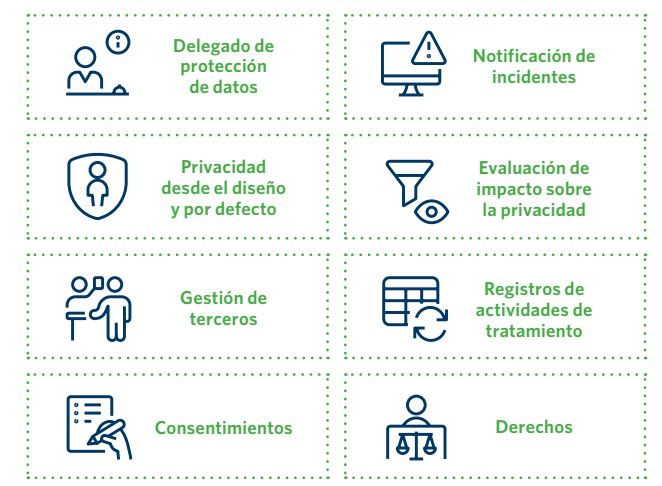 Delegado de
protección
de datos
Notificación de
incidentes
Privacidad
desde el diseño
y por defecto
Evaluación de
impacto sobre
la privacidad
Gestión de
terceros
Registros de
actividades de
tratamiento
Consentimientos
Derechos